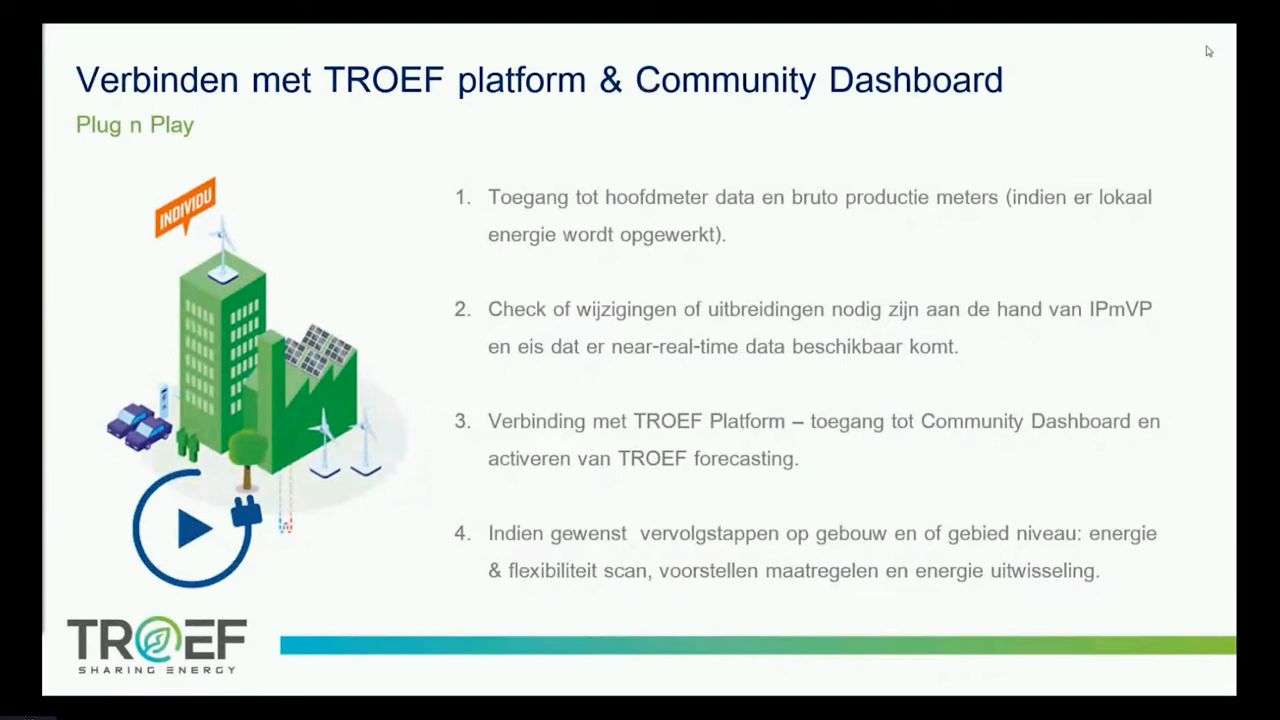 Verbinden met TROEF platform & Community Dashboard
Plug n Play
INDIVIDU
1. Toegang tot hoofdmeter data en bruto productie meters (indien er lokaal
energie wordt opgewerkt).
2. Check of wijzigingen of uitbreidingen nodig zijn aan de hand van IPmVP
en eis dat er near-real-time data beschikbaar komt.
3. Verbinding met TROEF Platform – toegang tot Community Dashboard en
activeren van TROEF forecasting.
4. Indien gewenst vervolgstappen op gebouw en of gebied niveau: energie
& flexibiliteit scan, voorstellen maatregelen en energie uitwisseling.
TROEF
SHARING ENERGY